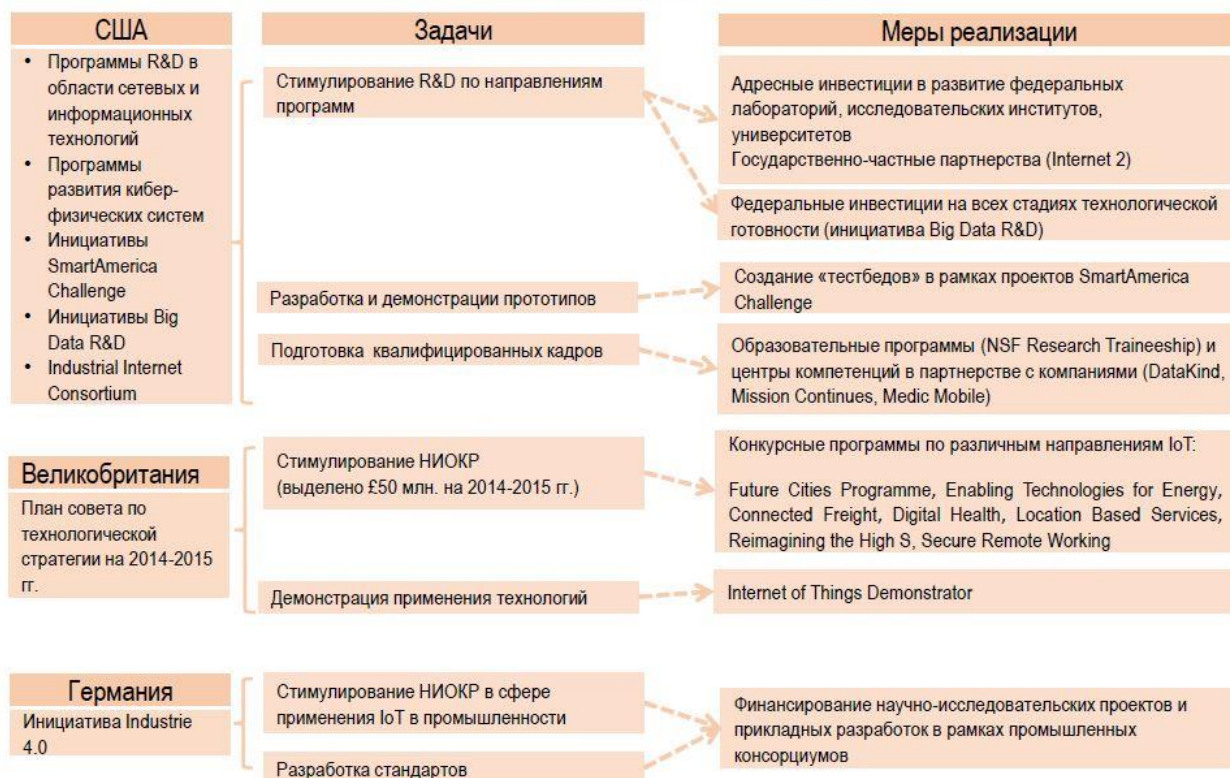 США
Задачи
Меры реализации
• Программы R&D в
области сетевых и
информационных
технологий
• Программы
развития кибер-
физических систем
• Инициативы
SmartAmerica
Challenge
• Инициативы Big
Data R&D
• Industrial Internet
Consortium
Стимулирование R&D по направлениям
программ
Адресные инвестиции в развитие федеральных
лабораторий, исследовательских институтов,
университетов
Государственно-частные партнерства (Internet 2)
Федеральные инвестиции на всех стадиях технологической
готовности (инициатива Big Data R&D)
Разработка и демонстрации прототипов
Создание «тестбедов» в рамках проектов SmartAmerica
Challenge
Подготовка квалифицированных кадров
Образовательные программы (NSF Research Traineeship) и
центры компетенций в партнерстве с компаниями (DataKind,
Mission Continues, Medic Mobile)
Великобритания
План совета по
технологической
стратегии на 2014-2015
гг.
Стимулирование НИОКР
(выделено £50 млн. на 2014-2015 гг.)
Конкурсные программы по различным направлениям IoT:
Future Cities Programme, Enabling Technologies for Energy,
Connected Freight, Digital Health, Location Based Services,
Reimagining the High S, Secure Remote Working
Демонстрация применения технологий
Internet of Things Demonstrator
Германия
Инициатива Industrie
4.0
Стимулирование НИОКР в сфере
применения IoT в промышленности
Разработка стандартов
Финансирование научно-исследовательских проектов и
прикладных разработок в рамках промышленных
консорциумов